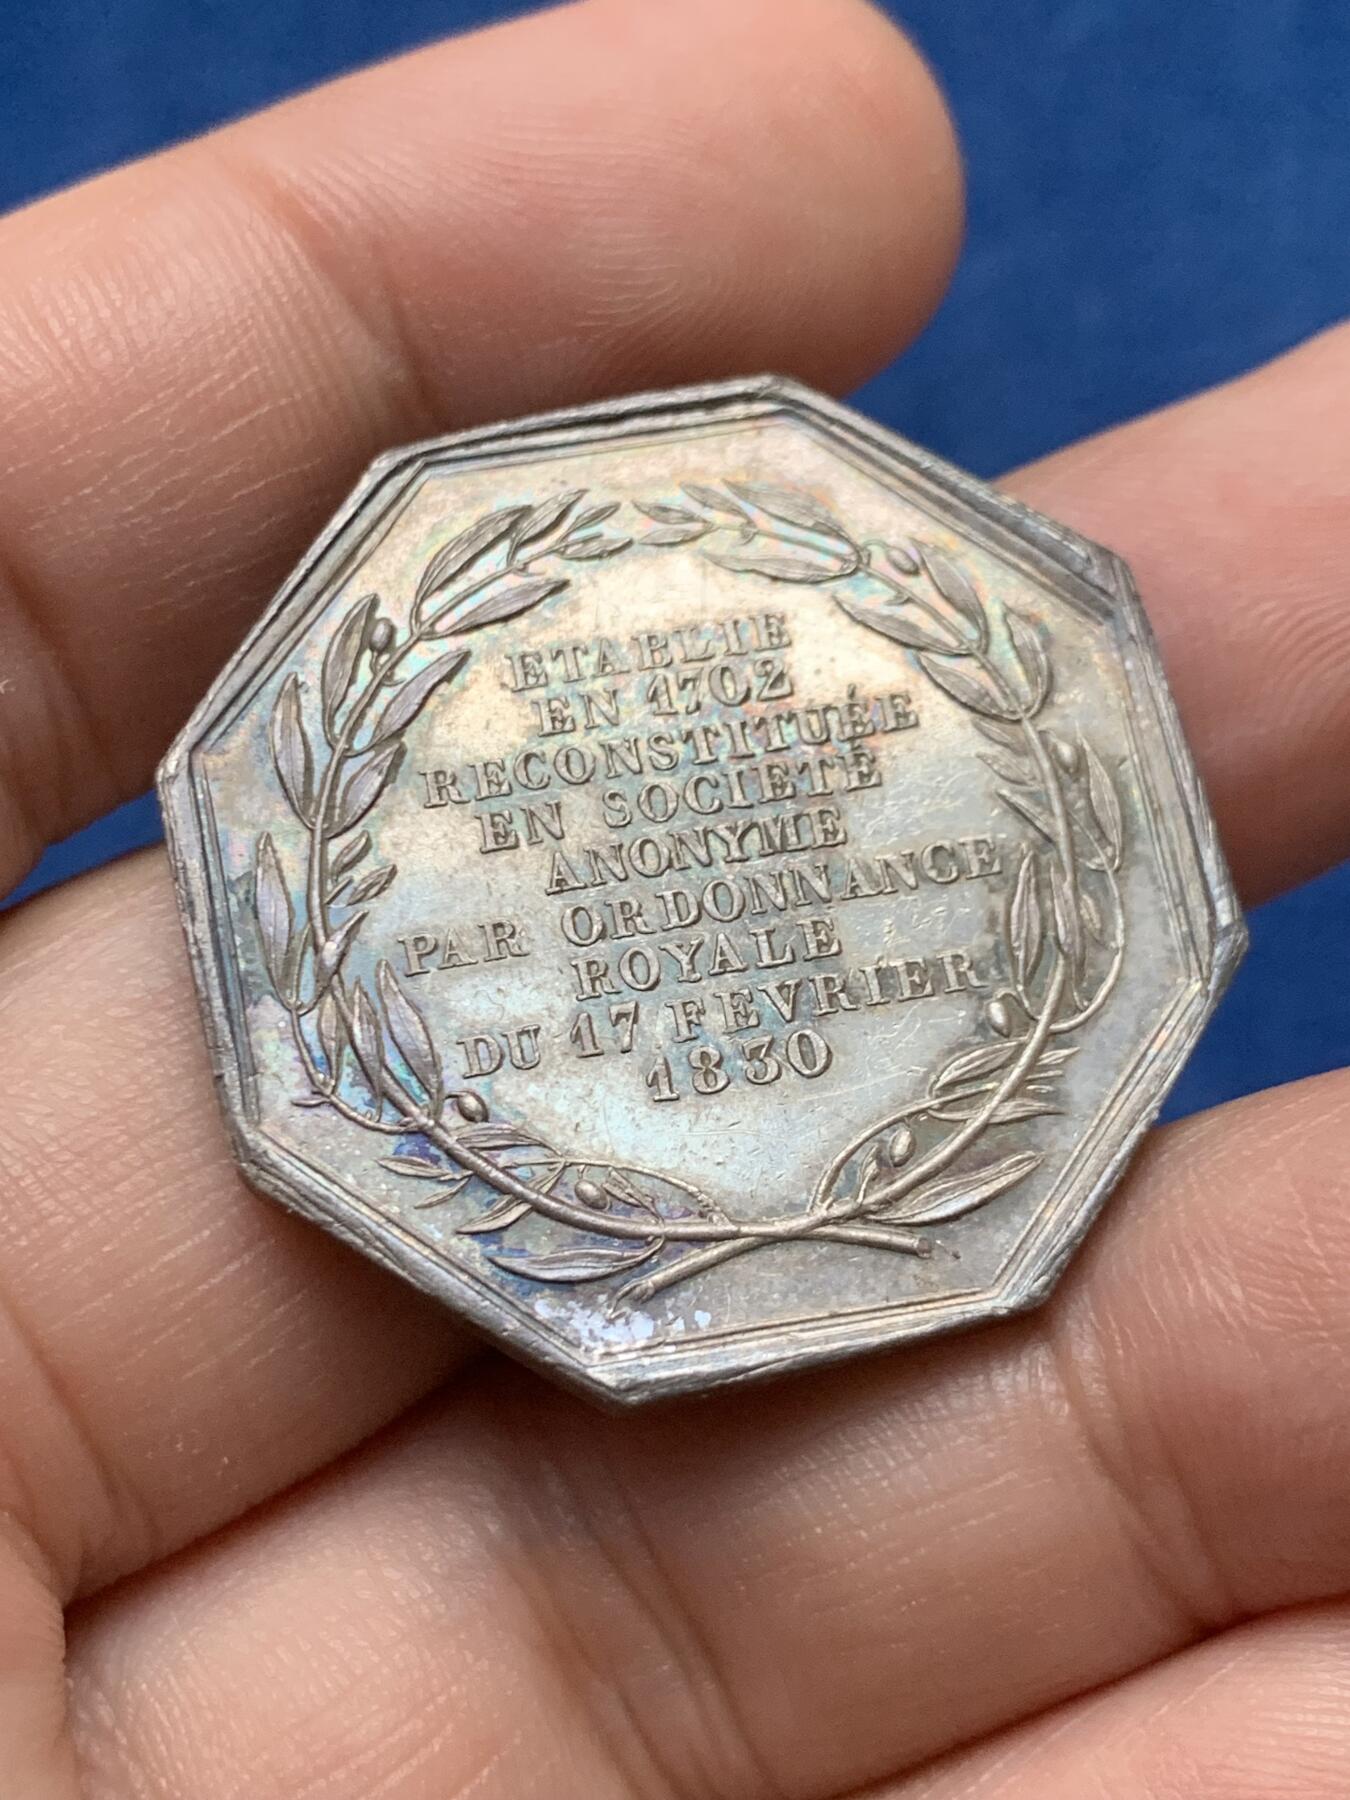 ETABLIE
EN 1702
RECONSTITUÉE
EN SOCIETÉ
ANONYME
PAR ORDONNANCE
ROYALE
DU 17 FEVRIER
1830